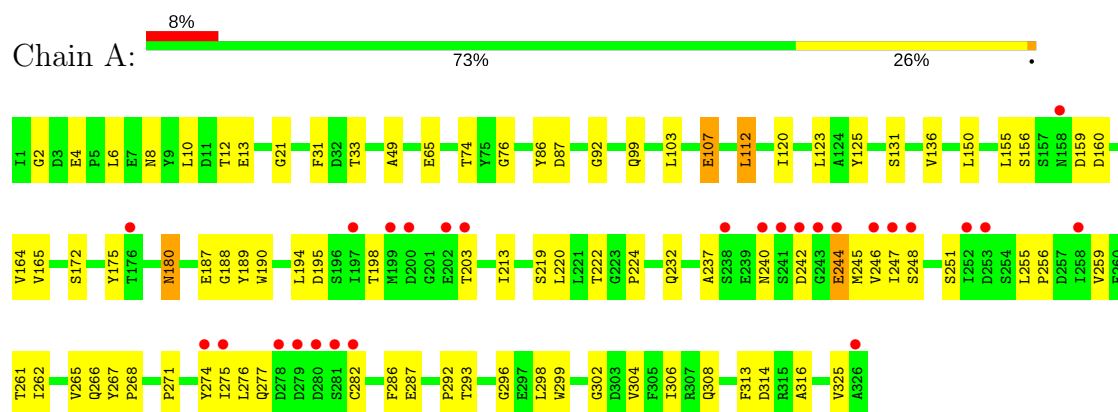 8%
Chain A:
73% 26% •
I1 G2 D3 E4 P5 L6 E7 N8 Y9 L10 D11 T12 E13 G21 F31 D32 T33 A49 E65 T74 Y75 G76 Y86 D87 G92 Q99 L103 E107 L112 I120 L123 A124 Y125 S131 V136 L150 L155 S156 S157 N158 D159 D160
V164 V165 S172 Y175 T176 N180 E187 G188 Y189 W190 L194 D195 S196 I197 T198 M199 D200 G201 E202 T203 I213 S219 L220 L221 T222 G223 P224 Q232 A237 S238 E239 N240 S241 D242 G243 E244 M245 V246 I247 S248 S251 I252 D253 S254 L255 P256 D257 I258 V259 F260
T261 I262 V265 Q266 Y267 P268 P271 Y274 I275 L276 Q277 D278 D279 D280 S281 C282 F286 E287 P292 T293 G296 E297 L298 W299 G302 D303 V304 F305 I306 R307 Q308 F313 D314 R315 A316 V325 A326